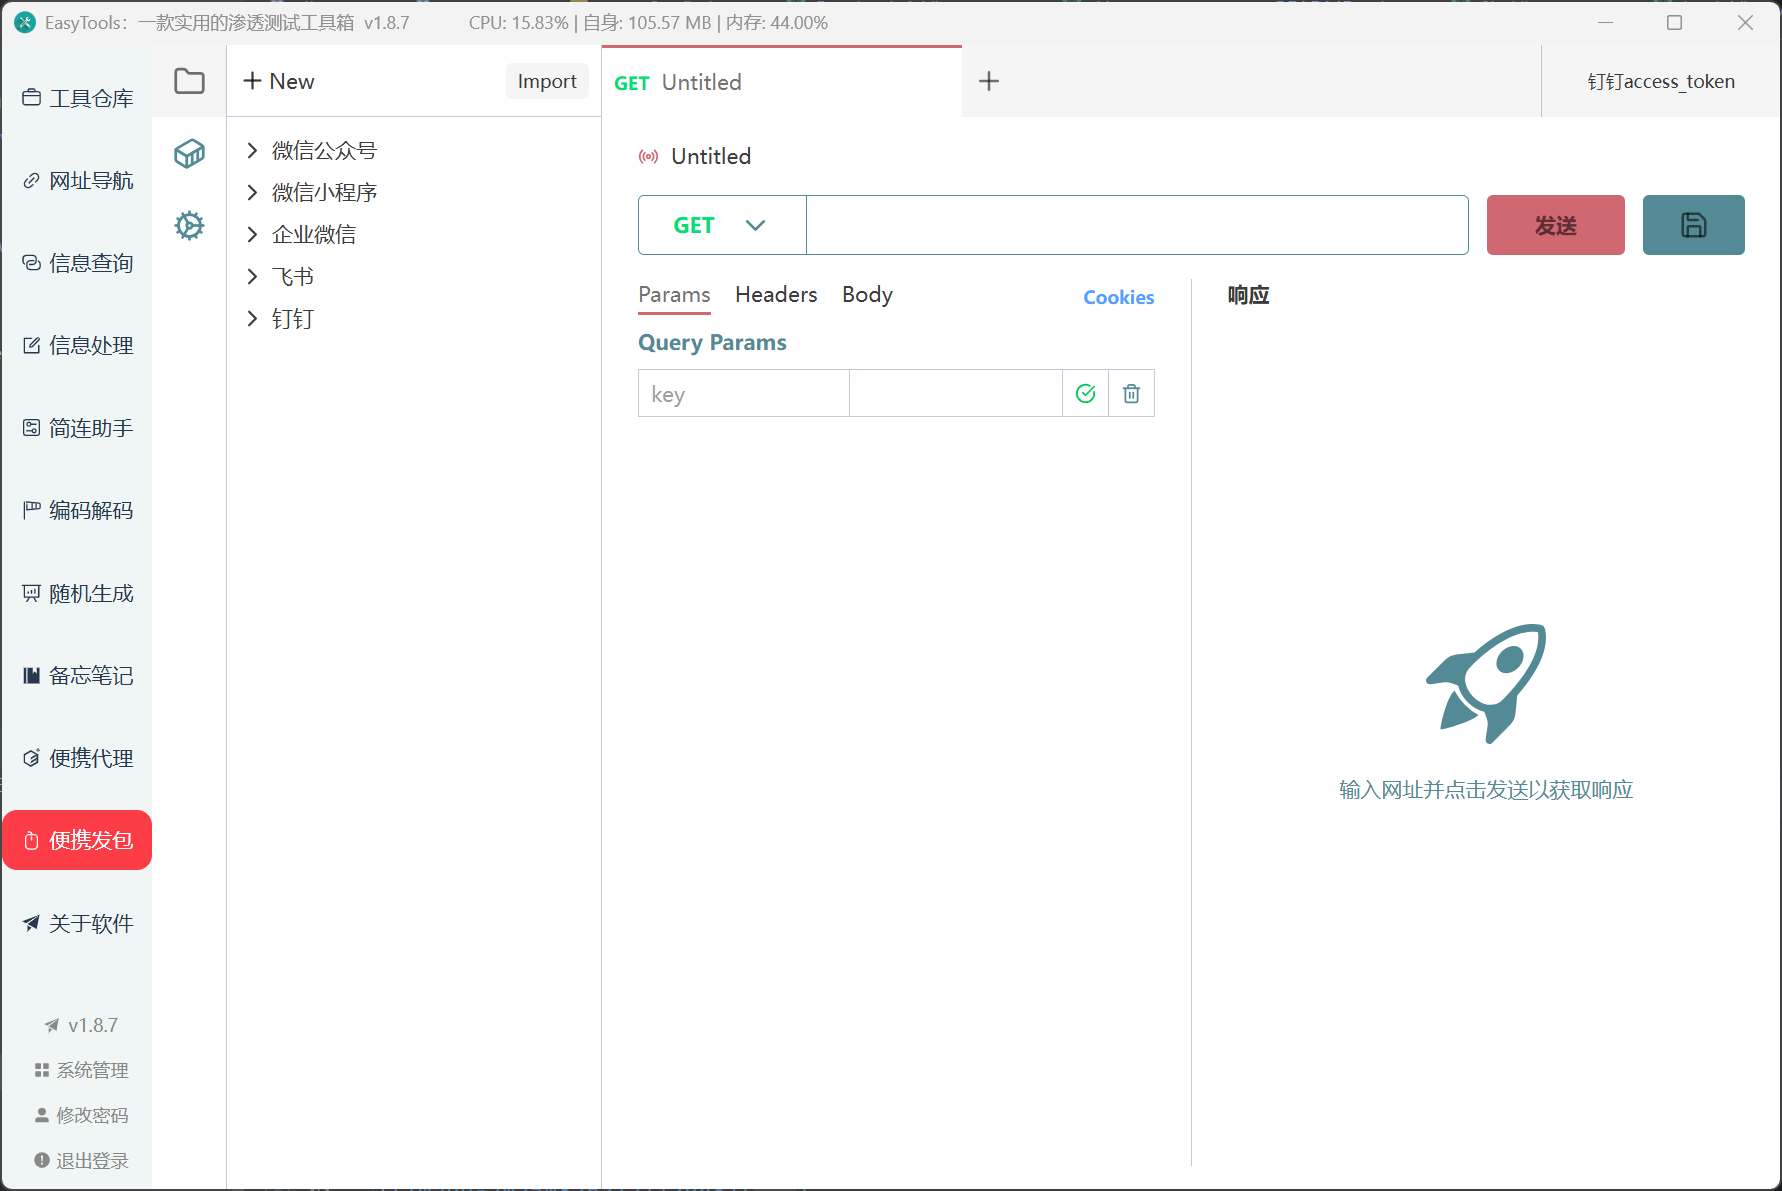 EasyTools：一款实用的渗透测试工具箱 v1.8.7
CPU: 15.83% | 自身: 105.57 MB | 内存: 44.00%
工具仓库
网址导航
信息查询
信息处理
简连助手
编码解码
随机生成
备忘笔记
便携代理
便携发包
关于软件
v1.8.7
系统管理
修改密码
退出登录
New
Import
微信公众号
微信小程序
企业微信
飞书
钉钉
GET Untitled
钉钉access_token
Untitled
GET
发送
Params Headers Body Cookies
Query Params
key
响应
输入网址并点击发送以获取响应